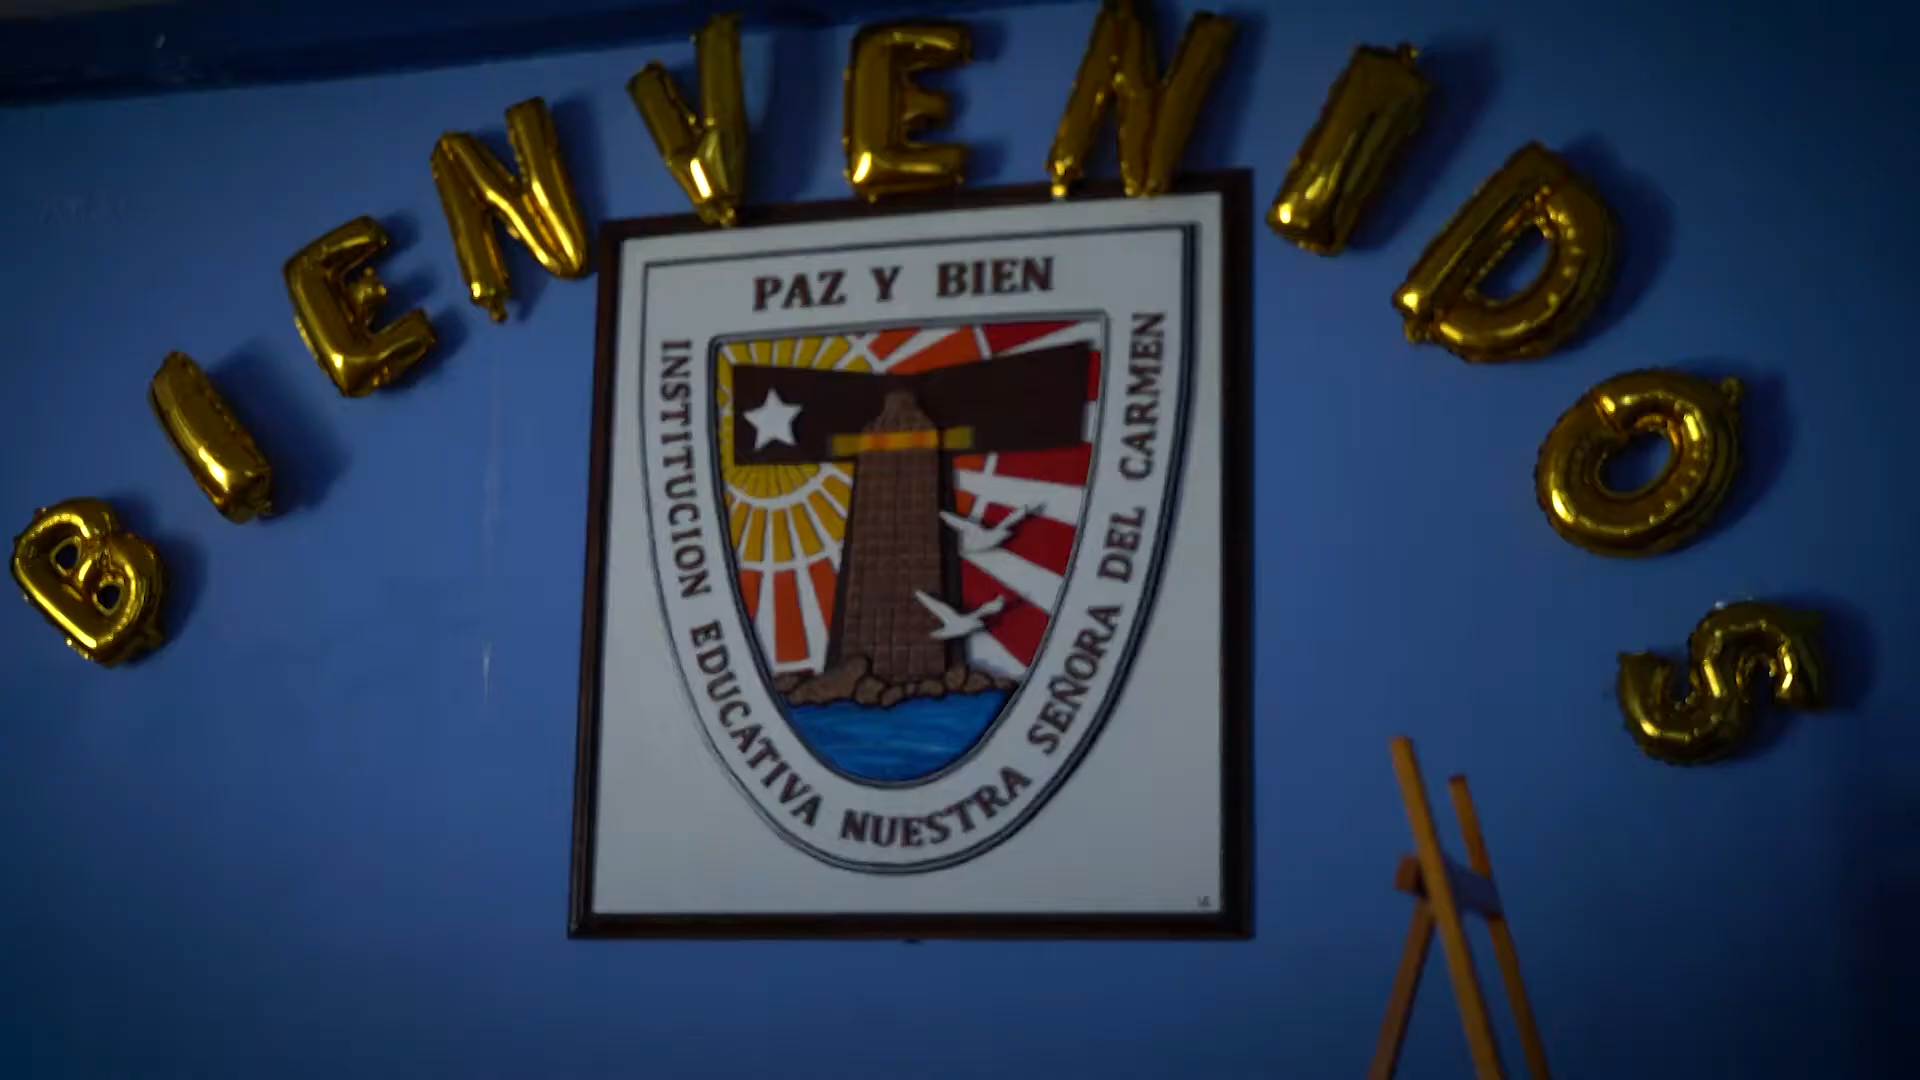 BIENVENIDOS
PAZ Y BIEN
INSTITUCION EDUCATIVA NUESTRA SEÑORA DEL CARMEN